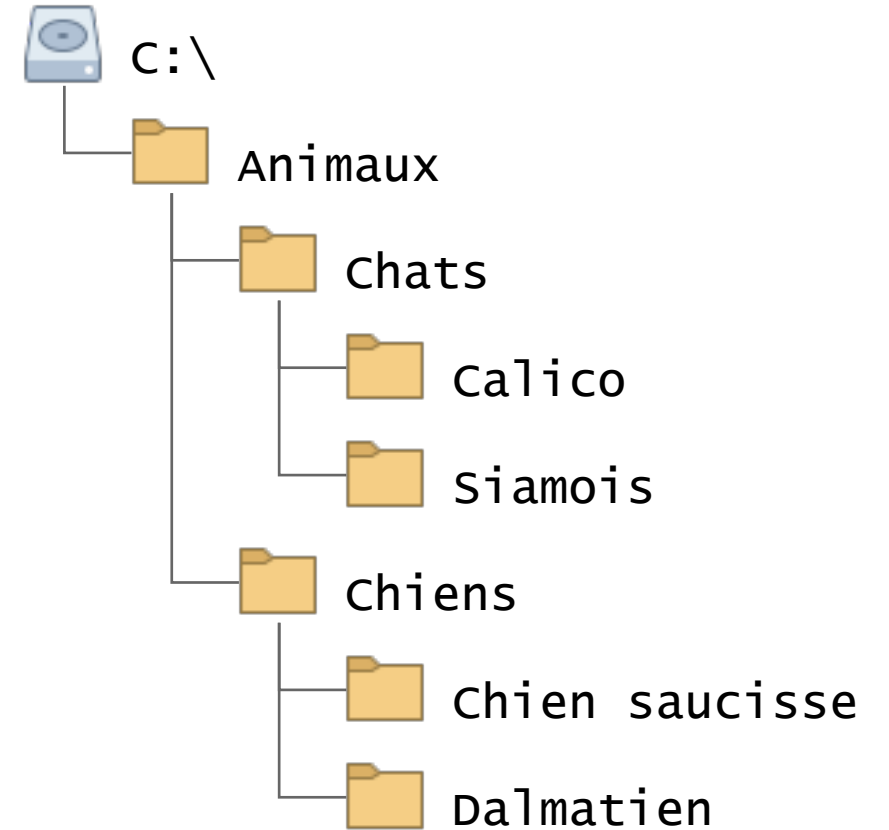 C:\
Animaux
Chats
Calico
Siamois
Chiens
Chien saucisse
Dalmatien